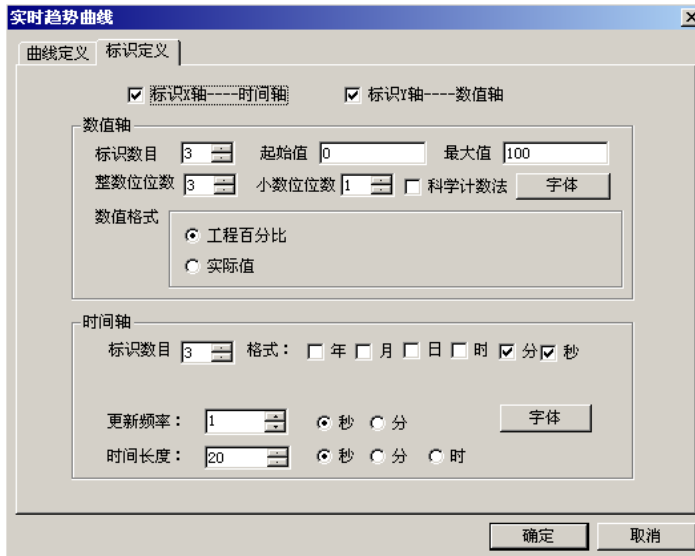 实时趋势曲线
曲线定义 标识定义
标识X轴----时间轴 标识Y轴----数值轴
数值轴
标识数目 3 起始值 0 最大值 100
整数位位数 3 小数位位数 1 科学计数法 字体
数值格式
工程百分比
实际值
时间轴
标识数目 3 格式： 年 月 日 时 分 秒
更新频率： 1 秒 分 字体
时间长度： 20 秒 分 时
确定 取消